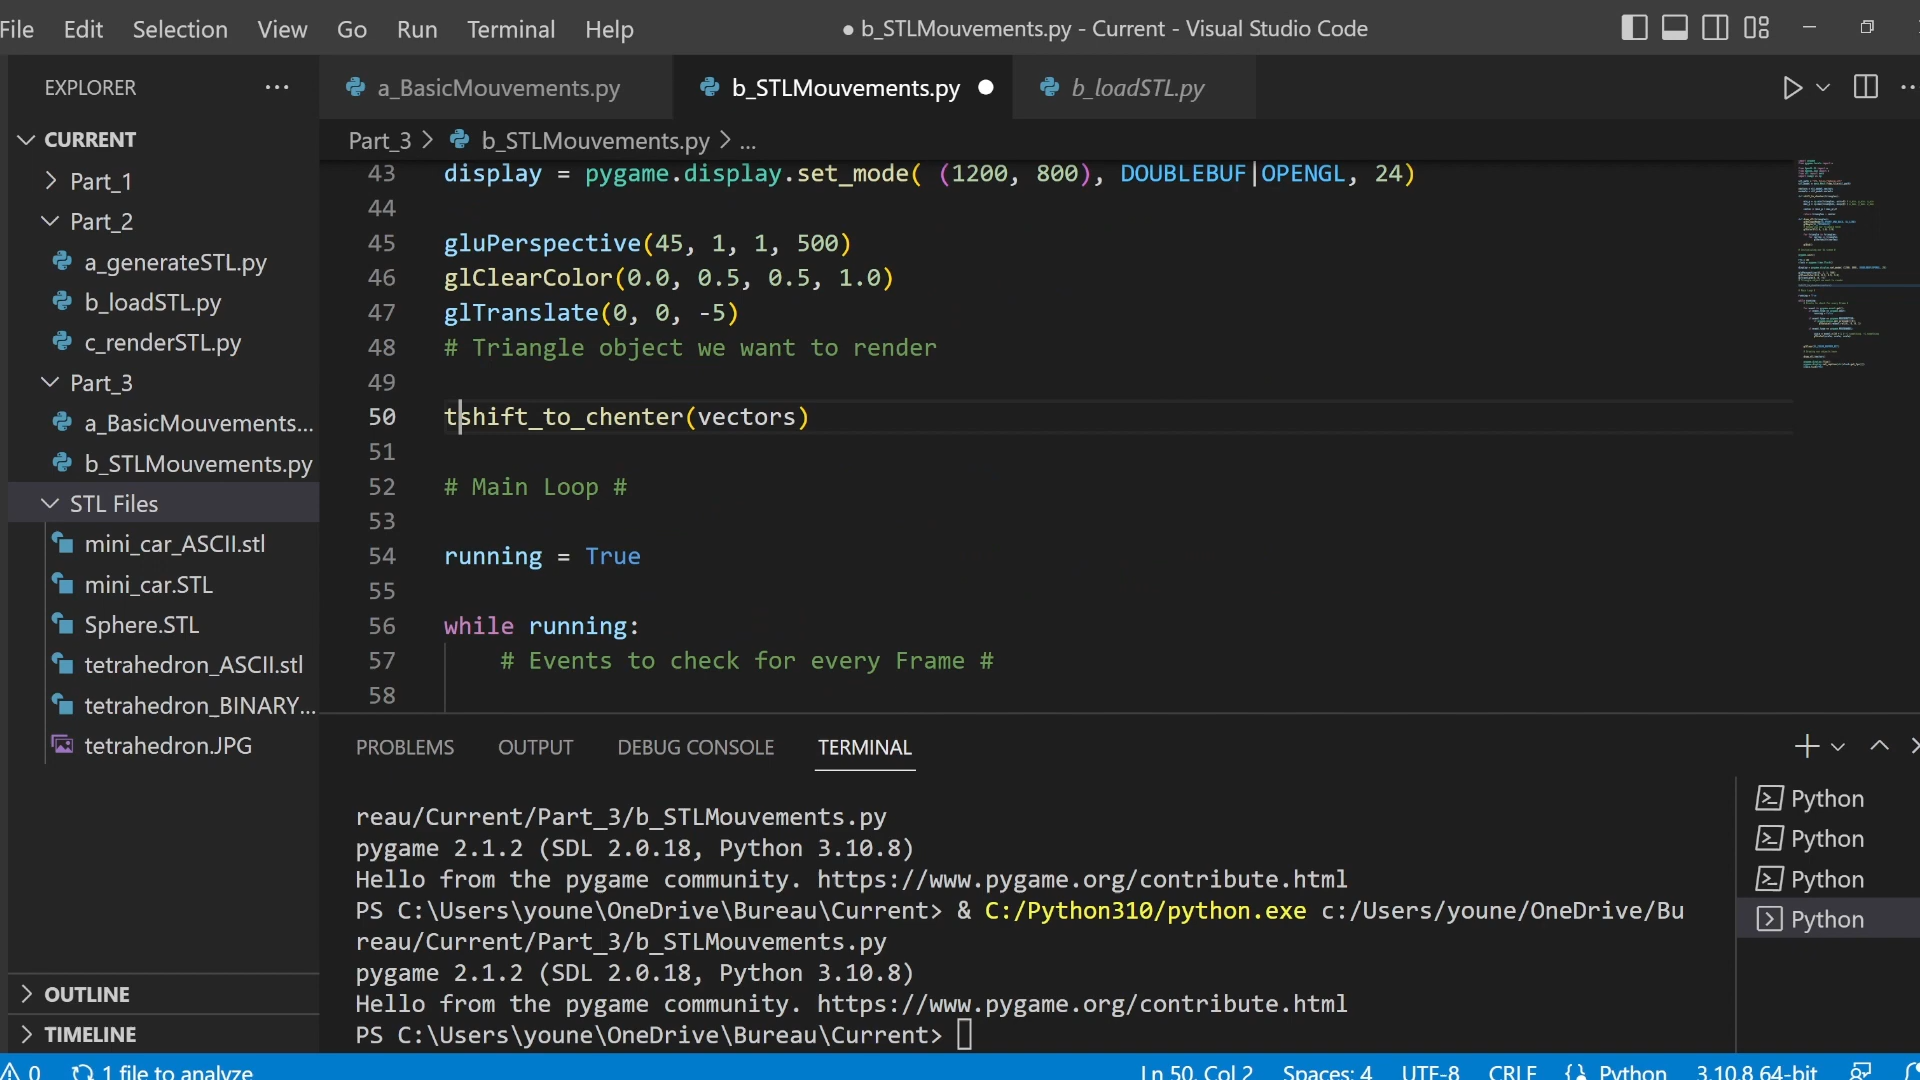 File Edit Selection View Go Run Terminal Help
● b_STLMouvements.py - Current - Visual Studio Code
EXPLORER
CURRENT
Part_1
Part_2
a_generateSTL.py
b_loadSTL.py
c_renderSTL.py
Part_3
a_BasicMouvements...
b_STLMouvements.py
STL Files
mini_car_ASCII.stl
mini_car.STL
Sphere.STL
tetrahedron_ASCII.stl
tetrahedron_BINARY...
tetrahedron.JPG
OUTLINE
TIMELINE
a_BasicMouvements.py
b_STLMouvements.py
b_loadSTL.py
Part_3 > b_STLMouvements.py > ...
43 display = pygame.display.set_mode( (1200, 800), DOUBLEBUF|OPENGL, 24)
44
45 gluPerspective(45, 1, 1, 500)
46 glClearColor(0.0, 0.5, 0.5, 1.0)
47 glTranslate(0, 0, -5)
48 # Triangle object we want to render
49
50 tshift_to_chenter(vectors)
51
52 # Main Loop #
53
54 running = True
55
56 while running:
57 # Events to check for every Frame #
58
PROBLEMS OUTPUT DEBUG CONSOLE TERMINAL
reau/Current/Part_3/b_STLMouvements.py
pygame 2.1.2 (SDL 2.0.18, Python 3.10.8)
Hello from the pygame community. https://www.pygame.org/contribute.html
PS C:\Users\youne\OneDrive\Bureau\Current> & C:/Python310/python.exe c:/Users/youne/OneDrive/Bu
reau/Current/Part_3/b_STLMouvements.py
pygame 2.1.2 (SDL 2.0.18, Python 3.10.8)
Hello from the pygame community. https://www.pygame.org/contribute.html
PS C:\Users\youne\OneDrive\Bureau\Current>
Python
Python
Python
Python
0 1 file to analyze
Ln 50, Col 2 Spaces: 4 UTF-8 CRLF Python 3.10.8 64-bit